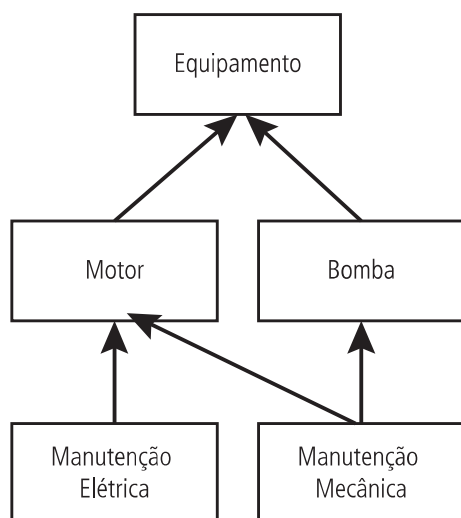 Equipamento
Motor
Bomba
Manutenção
Elétrica
Manutenção
Mecânica